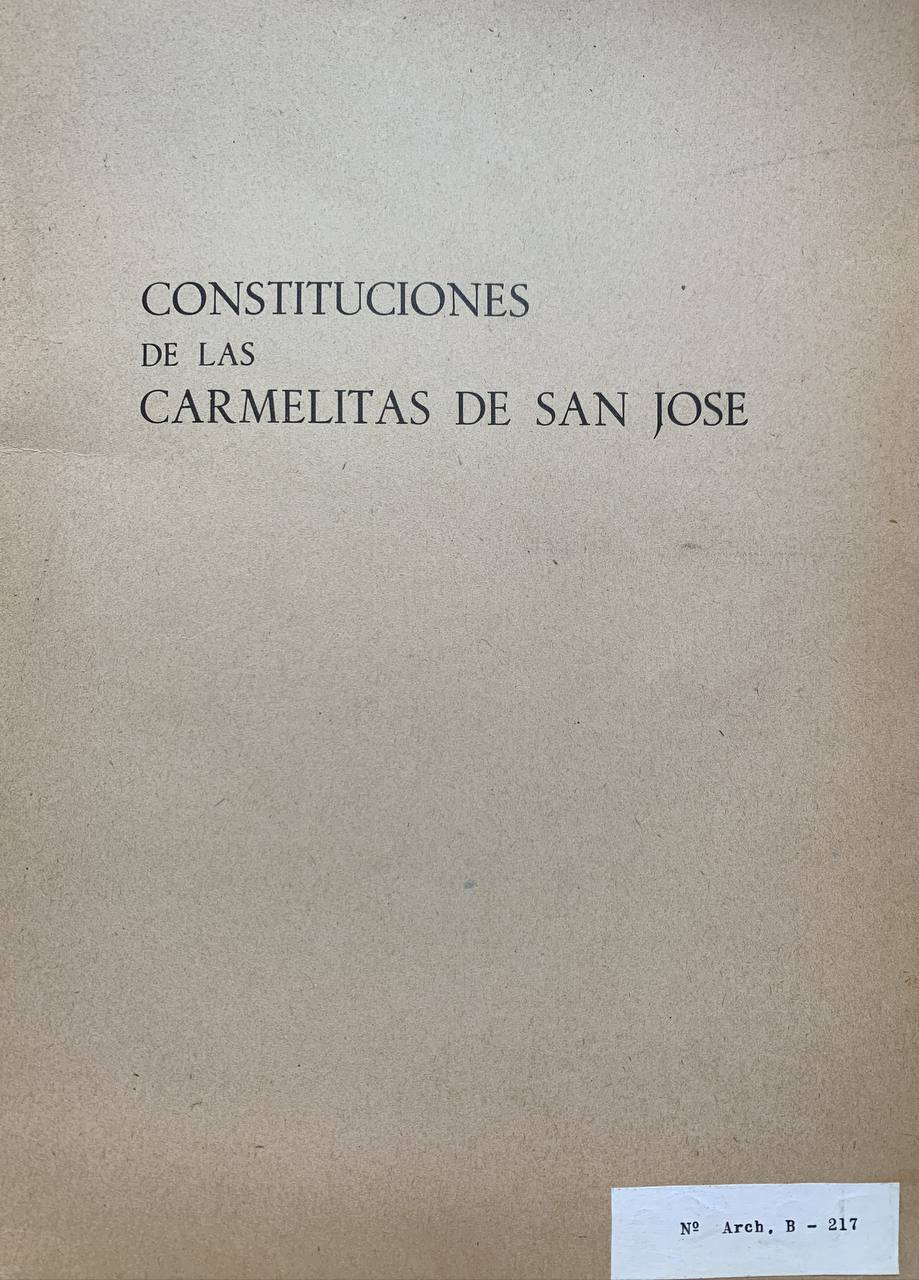 CONSTITUCIONES
DE LAS
CARMELITAS DE SAN JOSE
Nº Arch. B - 217